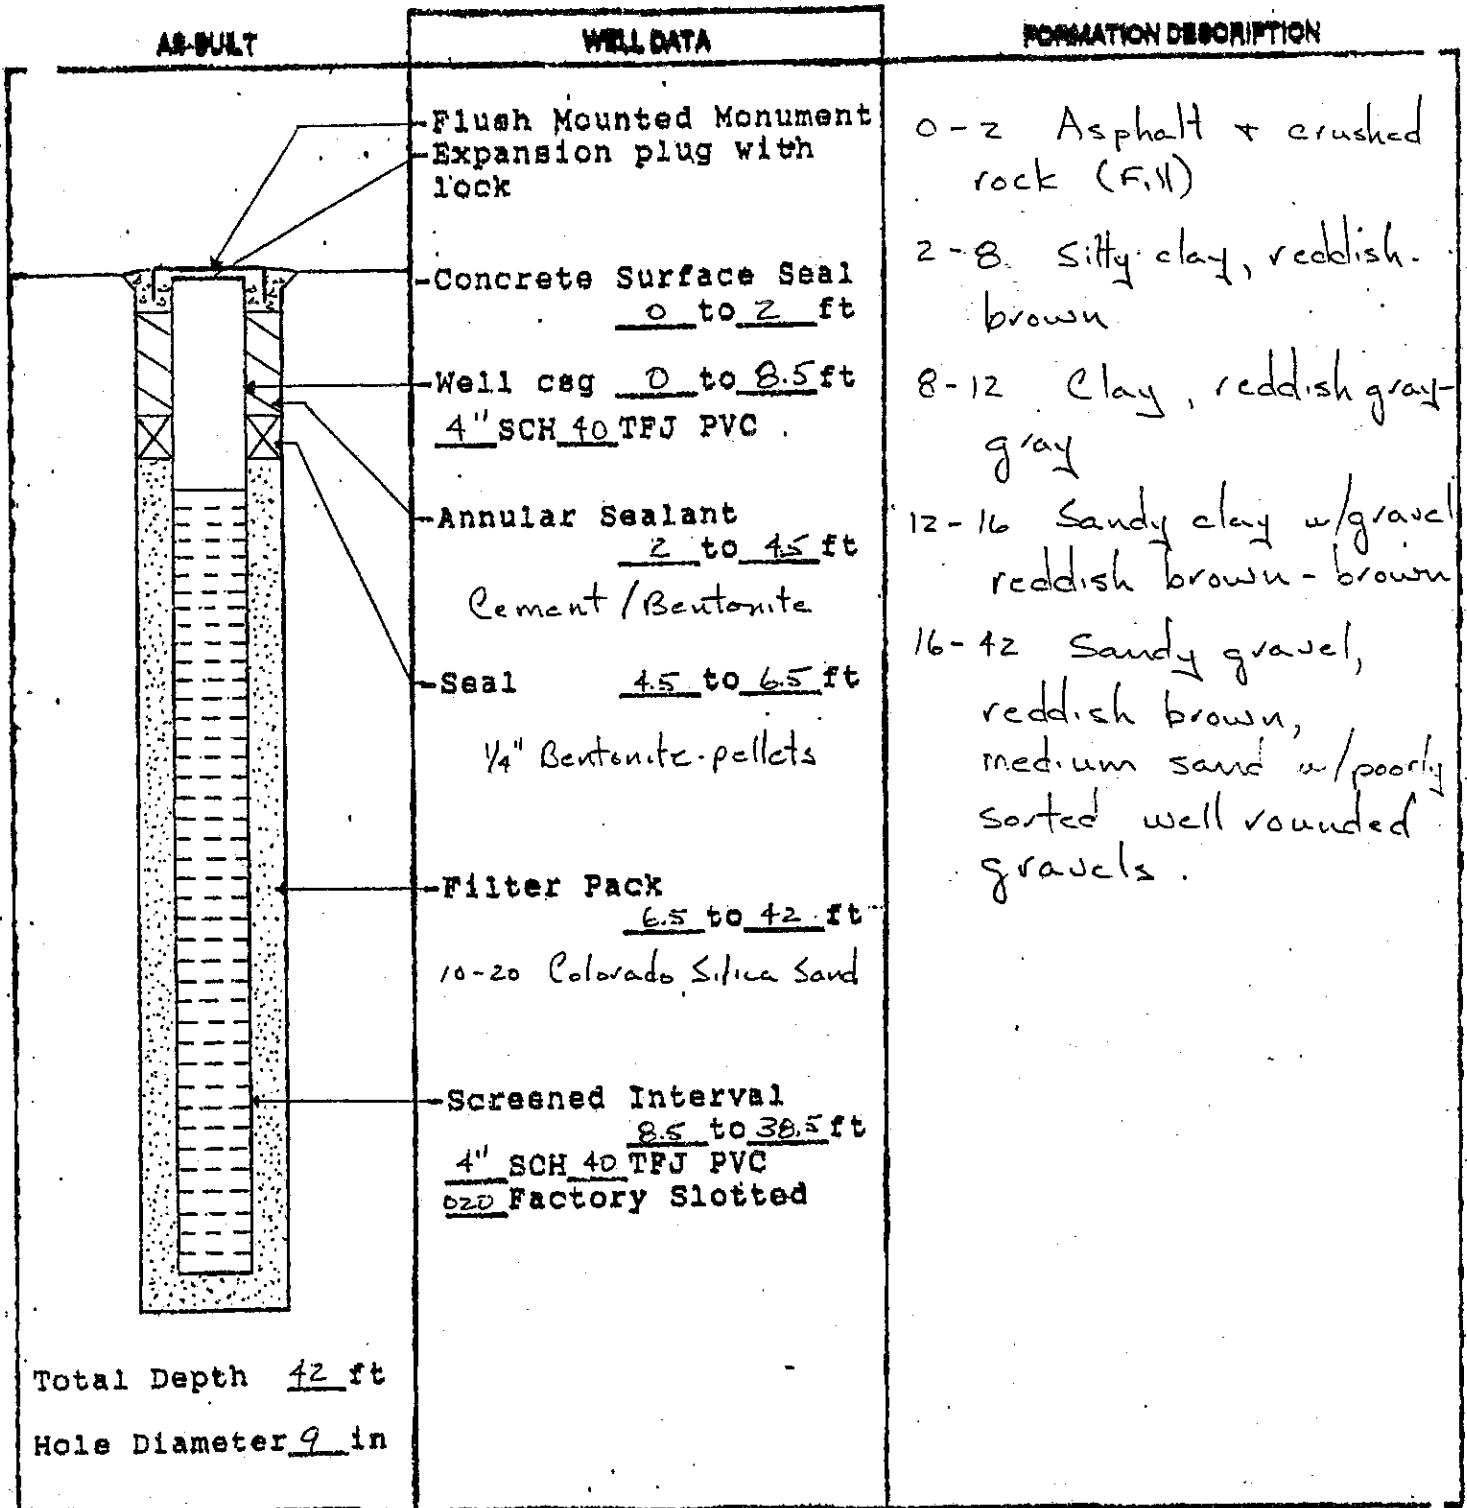 AS-BUILT
WELL DATA
FORMATION DESCRIPTION
Flush Mounted Monument
Expansion plug with
lock
Concrete Surface Seal
0 to 2 ft
Well csg 0 to 8.5 ft
4" SCH 40 TFJ PVC
Annular Sealant
2 to 4.5 ft
Cement / Bentonite
Seal 4.5 to 6.5 ft
1/4" Bentonite pellets
Filter Pack
6.5 to 42 ft
10-20 Colorado Silica Sand
Screened Interval
8.5 to 38.5 ft
4" SCH 40 TFJ PVC
020 Factory Slotted
0-2 Asphalt + crushed
rock (Fill)
2-8 Silty clay, reddish
brown
8-12 Clay, reddish gray-
gray
12-16 Sandy clay w/gravel
reddish brown - brown
16-42 Sandy gravel,
reddish brown,
medium sand w/poorly
sorted well rounded
gravels.
Total Depth 42 ft
Hole Diameter 9 in